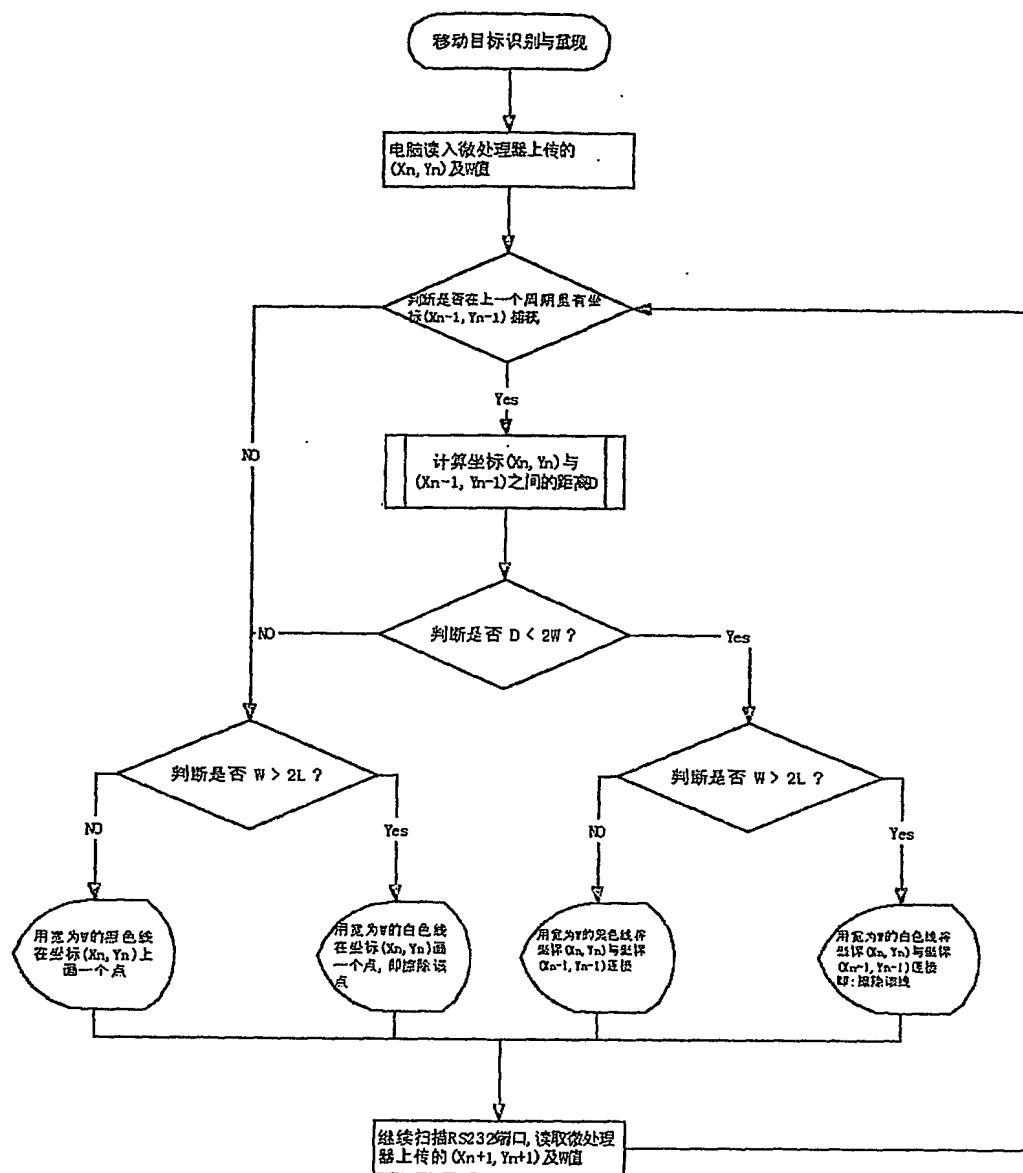 移动目标识别与显现
电脑读入微处理器上传的
(Xn, Yn)及W值
判断是否在上一个周期里有坐
标(Xn-1, Yn-1)捕获
Yes
NO
计算坐标(Xn, Yn)与
(Xn-1, Yn-1)之间的距离D
NO
判断是否 D < 2W ?
Yes
判断是否 W > 2L ?
判断是否 W > 2L ?
NO
Yes
NO
Yes
用宽为W的黑色线
在坐标(Xn, Yn)上
画一个点
用宽为W的白色线
在坐标(Xn, Yn)画
一个点, 即擦除该
点
用宽为W的黑色线将
坐标(Xn, Yn)与坐标
(Xn-1, Yn-1)连接
用宽为W的白色线将
坐标(Xn, Yn)与坐标
(Xn-1, Yn-1)连接
即: 擦除该线
继续扫描RS232端口, 读取微处理
器上传的(Xn+1, Yn+1)及W值